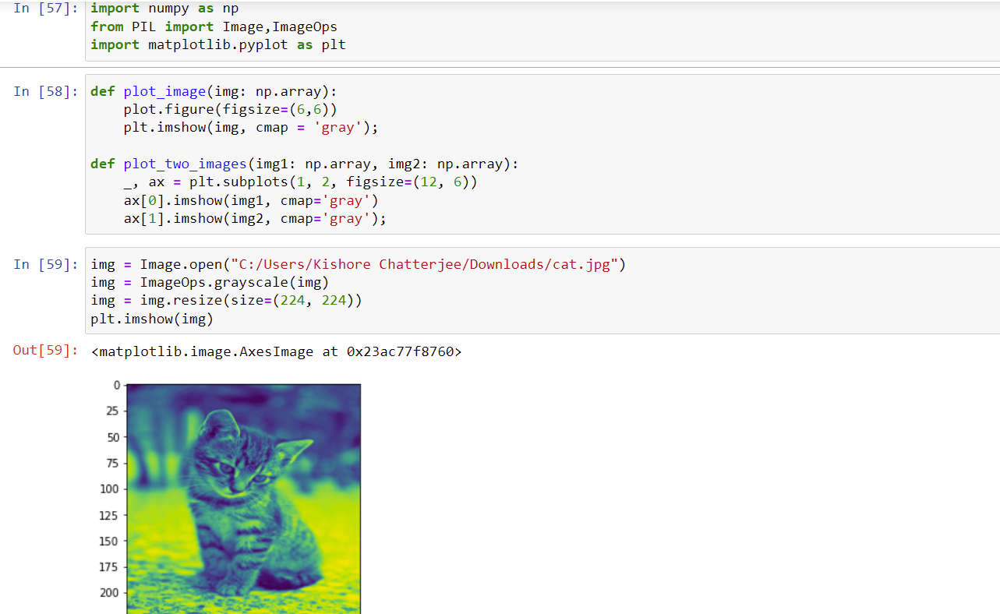 In [57]: import numpy as np
from PIL import Image,ImageOps
import matplotlib.pyplot as plt
In [58]: def plot_image(img: np.array):
    plot.figure(figsize=(6,6))
    plt.imshow(img, cmap = 'gray');
def plot_two_images(img1: np.array, img2: np.array):
    _, ax = plt.subplots(1, 2, figsize=(12, 6))
    ax[0].imshow(img1, cmap='gray')
    ax[1].imshow(img2, cmap='gray');
In [59]: img = Image.open("C:/Users/Kishore Chatterjee/Downloads/cat.jpg")
img = ImageOps.grayscale(img)
img = img.resize(size=(224, 224))
plt.imshow(img)
Out[59]: <matplotlib.image.AxesImage at 0x23ac77f8760>
0
25
50
75
100
125
150
175
200